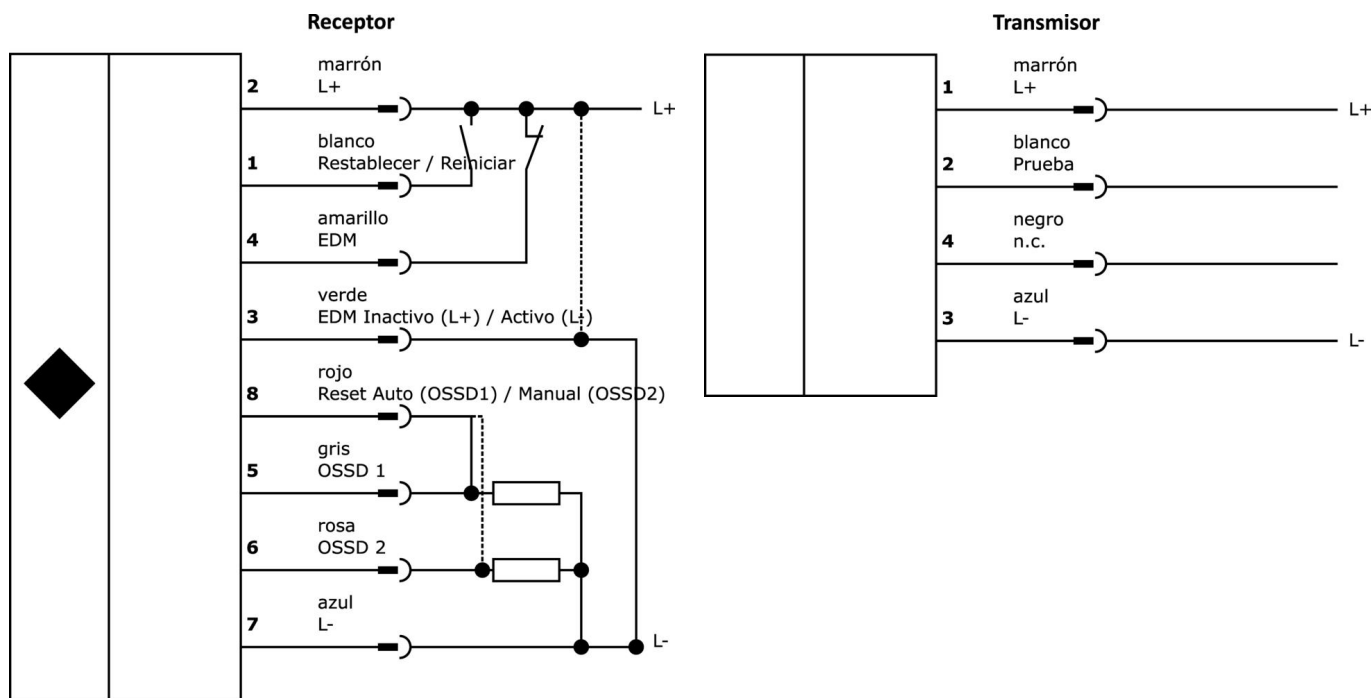 Receptor
2
marrón
L+
L+
1
blanco
Restablecer / Reiniciar
4
amarillo
EDM
3
verde
EDM Inactivo (L+) / Activo (L-)
8
rojo
Reset Auto (OSSD1) / Manual (OSSD2)
5
gris
OSSD 1
6
rosa
OSSD 2
7
azul
L-
L-
Transmisor
1
marrón
L+
L+
2
blanco
Prueba
4
negro
n.c.
3
azul
L-
L-